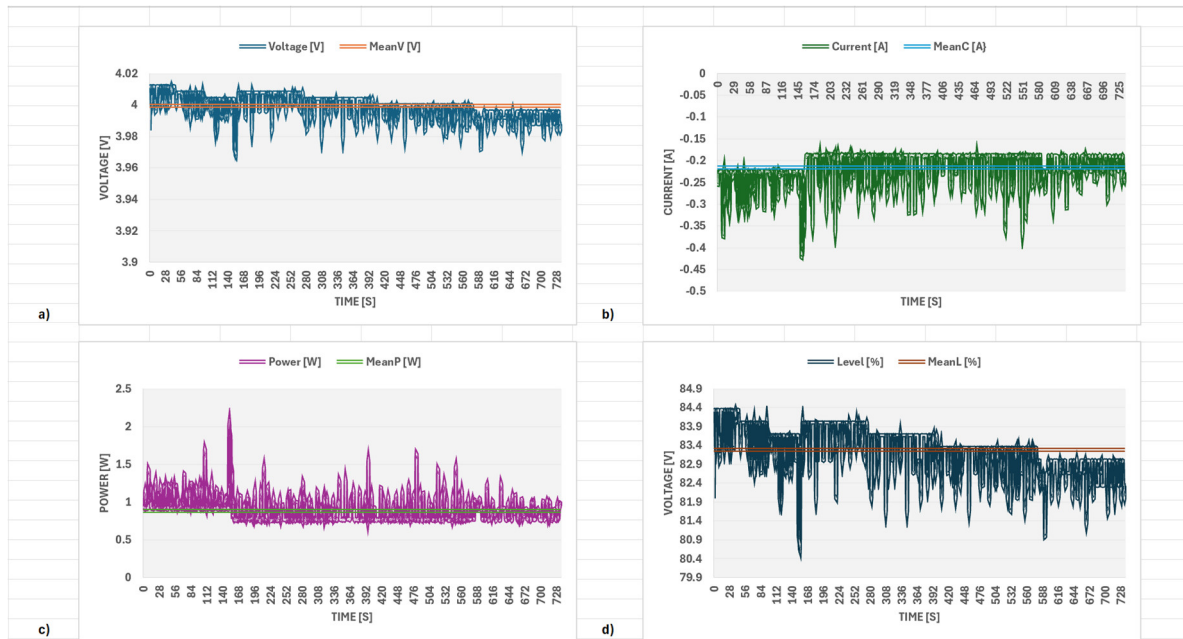 Voltage [V] MeanV [V]
4.02
4
3.98
3.96
3.94
3.92
3.9
VOLTAGE [V]
0 28 56 84 112 140 168 196 224 252 280 308 336 364 392 420 448 476 504 532 560 588 616 644 672 700 728
TIME [S]
a)
Current [A] MeanC [A}
0
-0.05
-0.1
-0.15
-0.2
-0.25
-0.3
-0.35
-0.4
-0.45
-0.5
CURRENT [A]
0 29 58 87 116 145 174 203 232 261 290 319 348 377 406 435 464 493 522 551 580 609 638 667 696 725
TIME [S]
b)
Power [W] MeanP [W]
2.5
2
1.5
1
0.5
0
POWER [W]
0 28 56 84 112 140 168 196 224 252 280 308 336 364 392 420 448 476 504 532 560 588 616 644 672 700 728
TIME [S]
c)
Level [%] MeanL [%]
84.9
84.4
83.9
83.4
82.9
82.4
81.9
81.4
80.9
80.4
79.9
VOLTAGE [V]
0 28 56 84 112 140 168 196 224 252 280 308 336 364 392 420 448 476 504 532 560 588 616 644 672 700 728
TIME [S]
d)